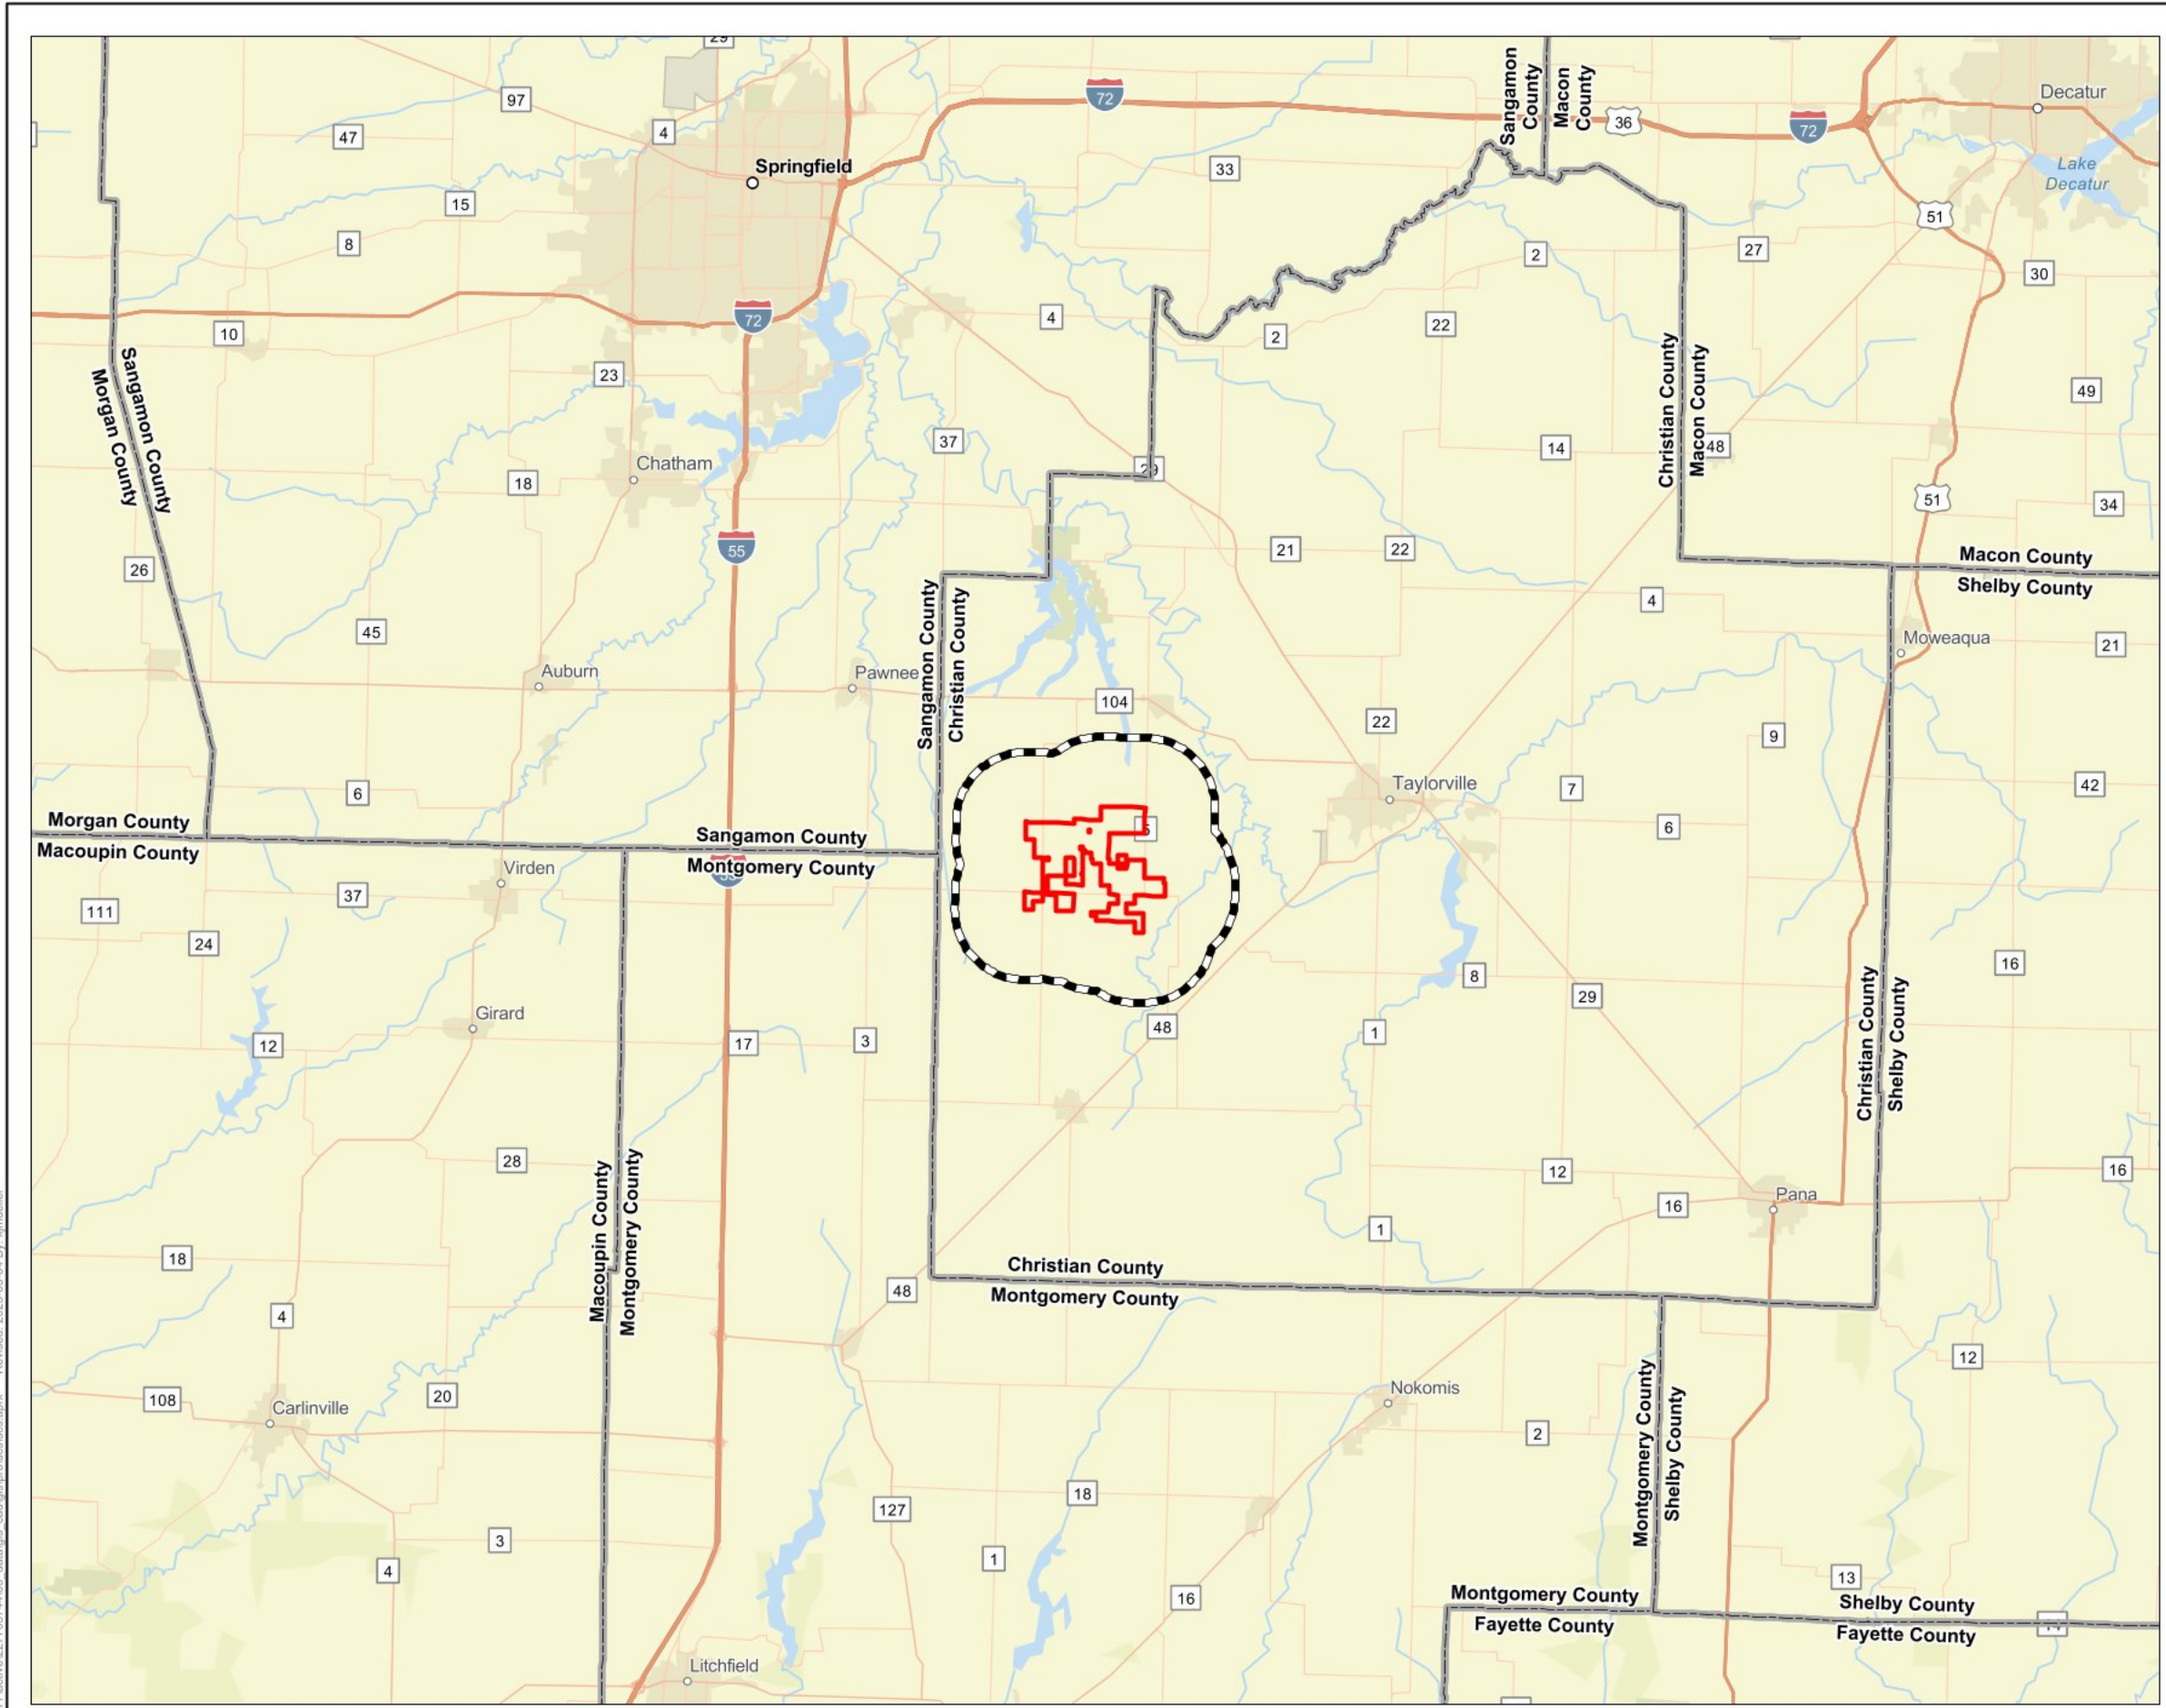 29
97
47
4
Springfield
72
Sangamon
County
Macon
County
36
72
Decatur
33
Lake
Decatur
15
8
51
2
27
30
10
72
4
2
22
23
Sangamon County
Morgan County
Christian County
Macon County
49
37
Chatham
18
29
14
48
34
51
55
21
22
Macon County
Shelby County
26
4
Sangamon County
Christian County
45
Moweaqua
21
Auburn
Pawnee
104
22
9
Taylorville
7
42
6
Morgan County
Macoupin County
Sangamon County
Montgomery County
6
Virden
37
111
24
8
16
29
Girard
48
12
17
3
1
Christian County
Shelby County
28
12
16
Pana
16
Macoupin County
Montgomery County
1
18
Christian County
Montgomery County
48
4
12
Montgomery County
Shelby County
Nokomis
108
Carlinville
20
2
18
127
3
1
4
13
16
Montgomery County
Fayette County
Shelby County
Fayette County
Litchfield